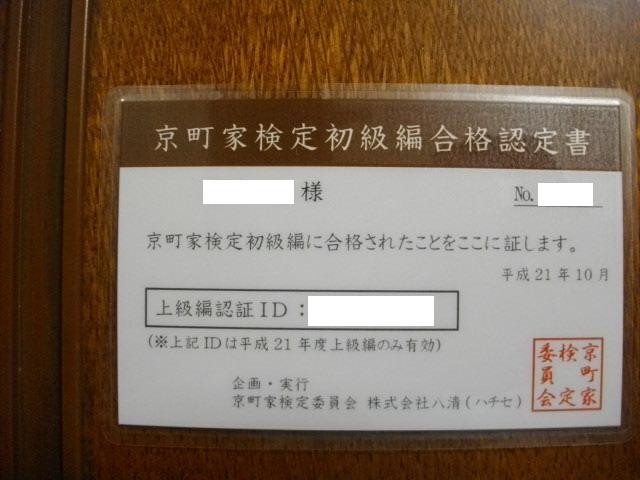 京町家検定初級編合格認定書
様
No.
京町家検定初級編に合格されたことをここに証します。
平成21年10月
上級編認証ID：
(※上記IDは平成21年度上級編のみ有効)
企画・実行
京町家検定委員会 株式会社八清(ハチセ)
京町家
検定
委員会